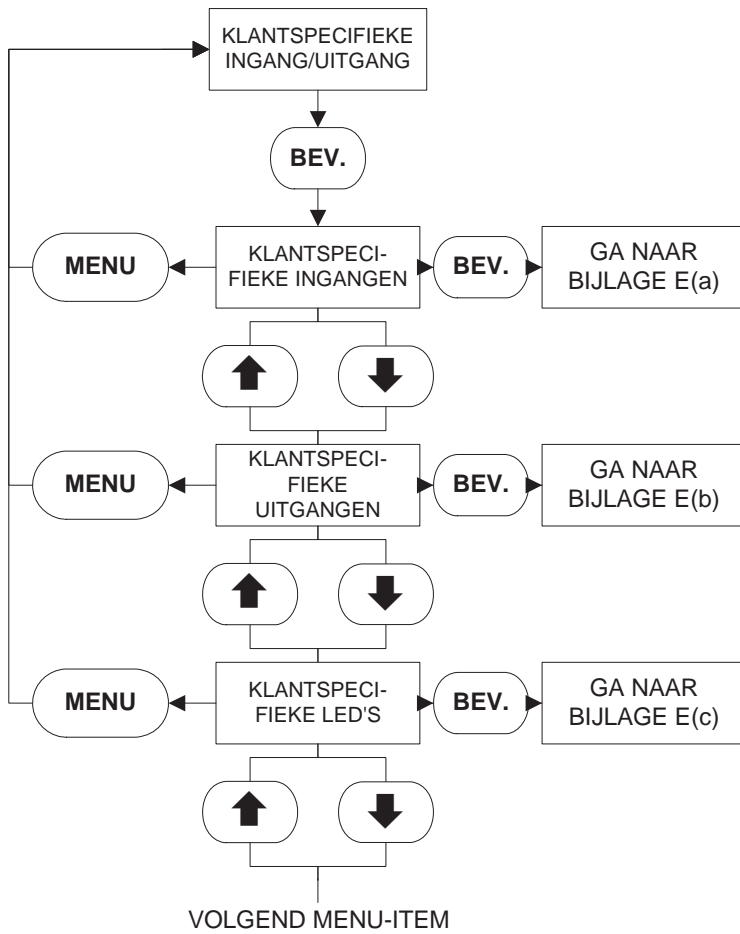 KLANTSPECIFIEKE
INGANG/UITGANG
BEV.
MENU
KLANTSPECI-
FIEKE INGANGEN
BEV.
GA NAAR
BIJLAGE E(a)
MENU
KLANTSPECI-
FIEKE
UITGANGEN
BEV.
GA NAAR
BIJLAGE E(b)
MENU
KLANTSPECI-
FIEKE LED'S
BEV.
GA NAAR
BIJLAGE E(c)
VOLGEND MENU-ITEM